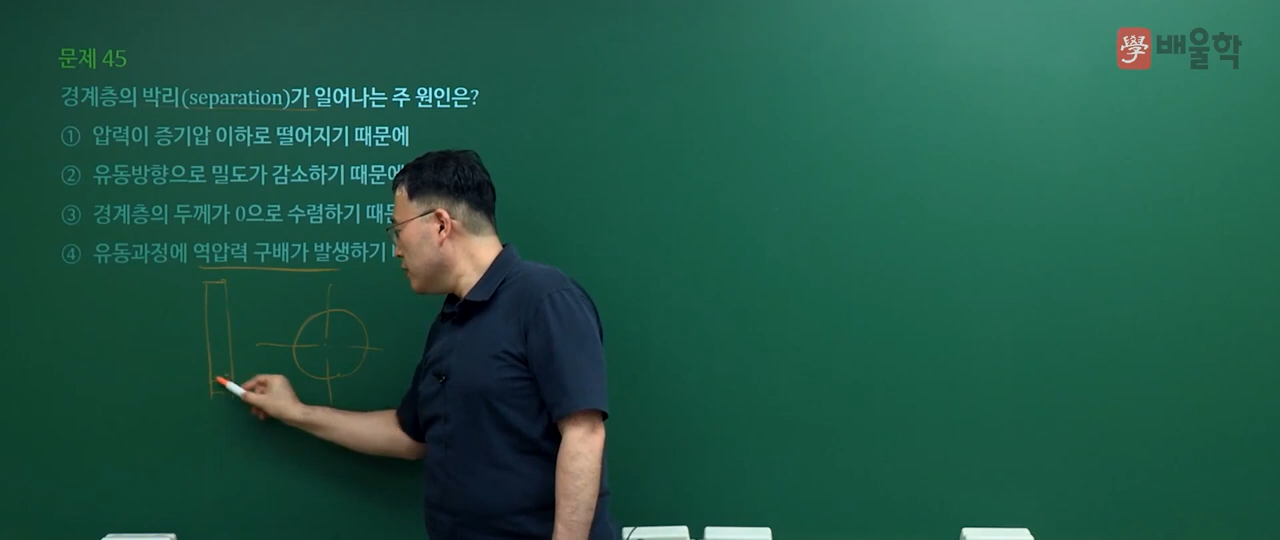 學 배울학
문제 45
경계층의 박리(separation)가 일어나는 주 원인은?
① 압력이 증기압 이하로 떨어지기 때문에
② 유동방향으로 밀도가 감소하기 때문에
③ 경계층의 두께가 0으로 수렴하기
④ 유동과정에 역압력 구배가 발생하기